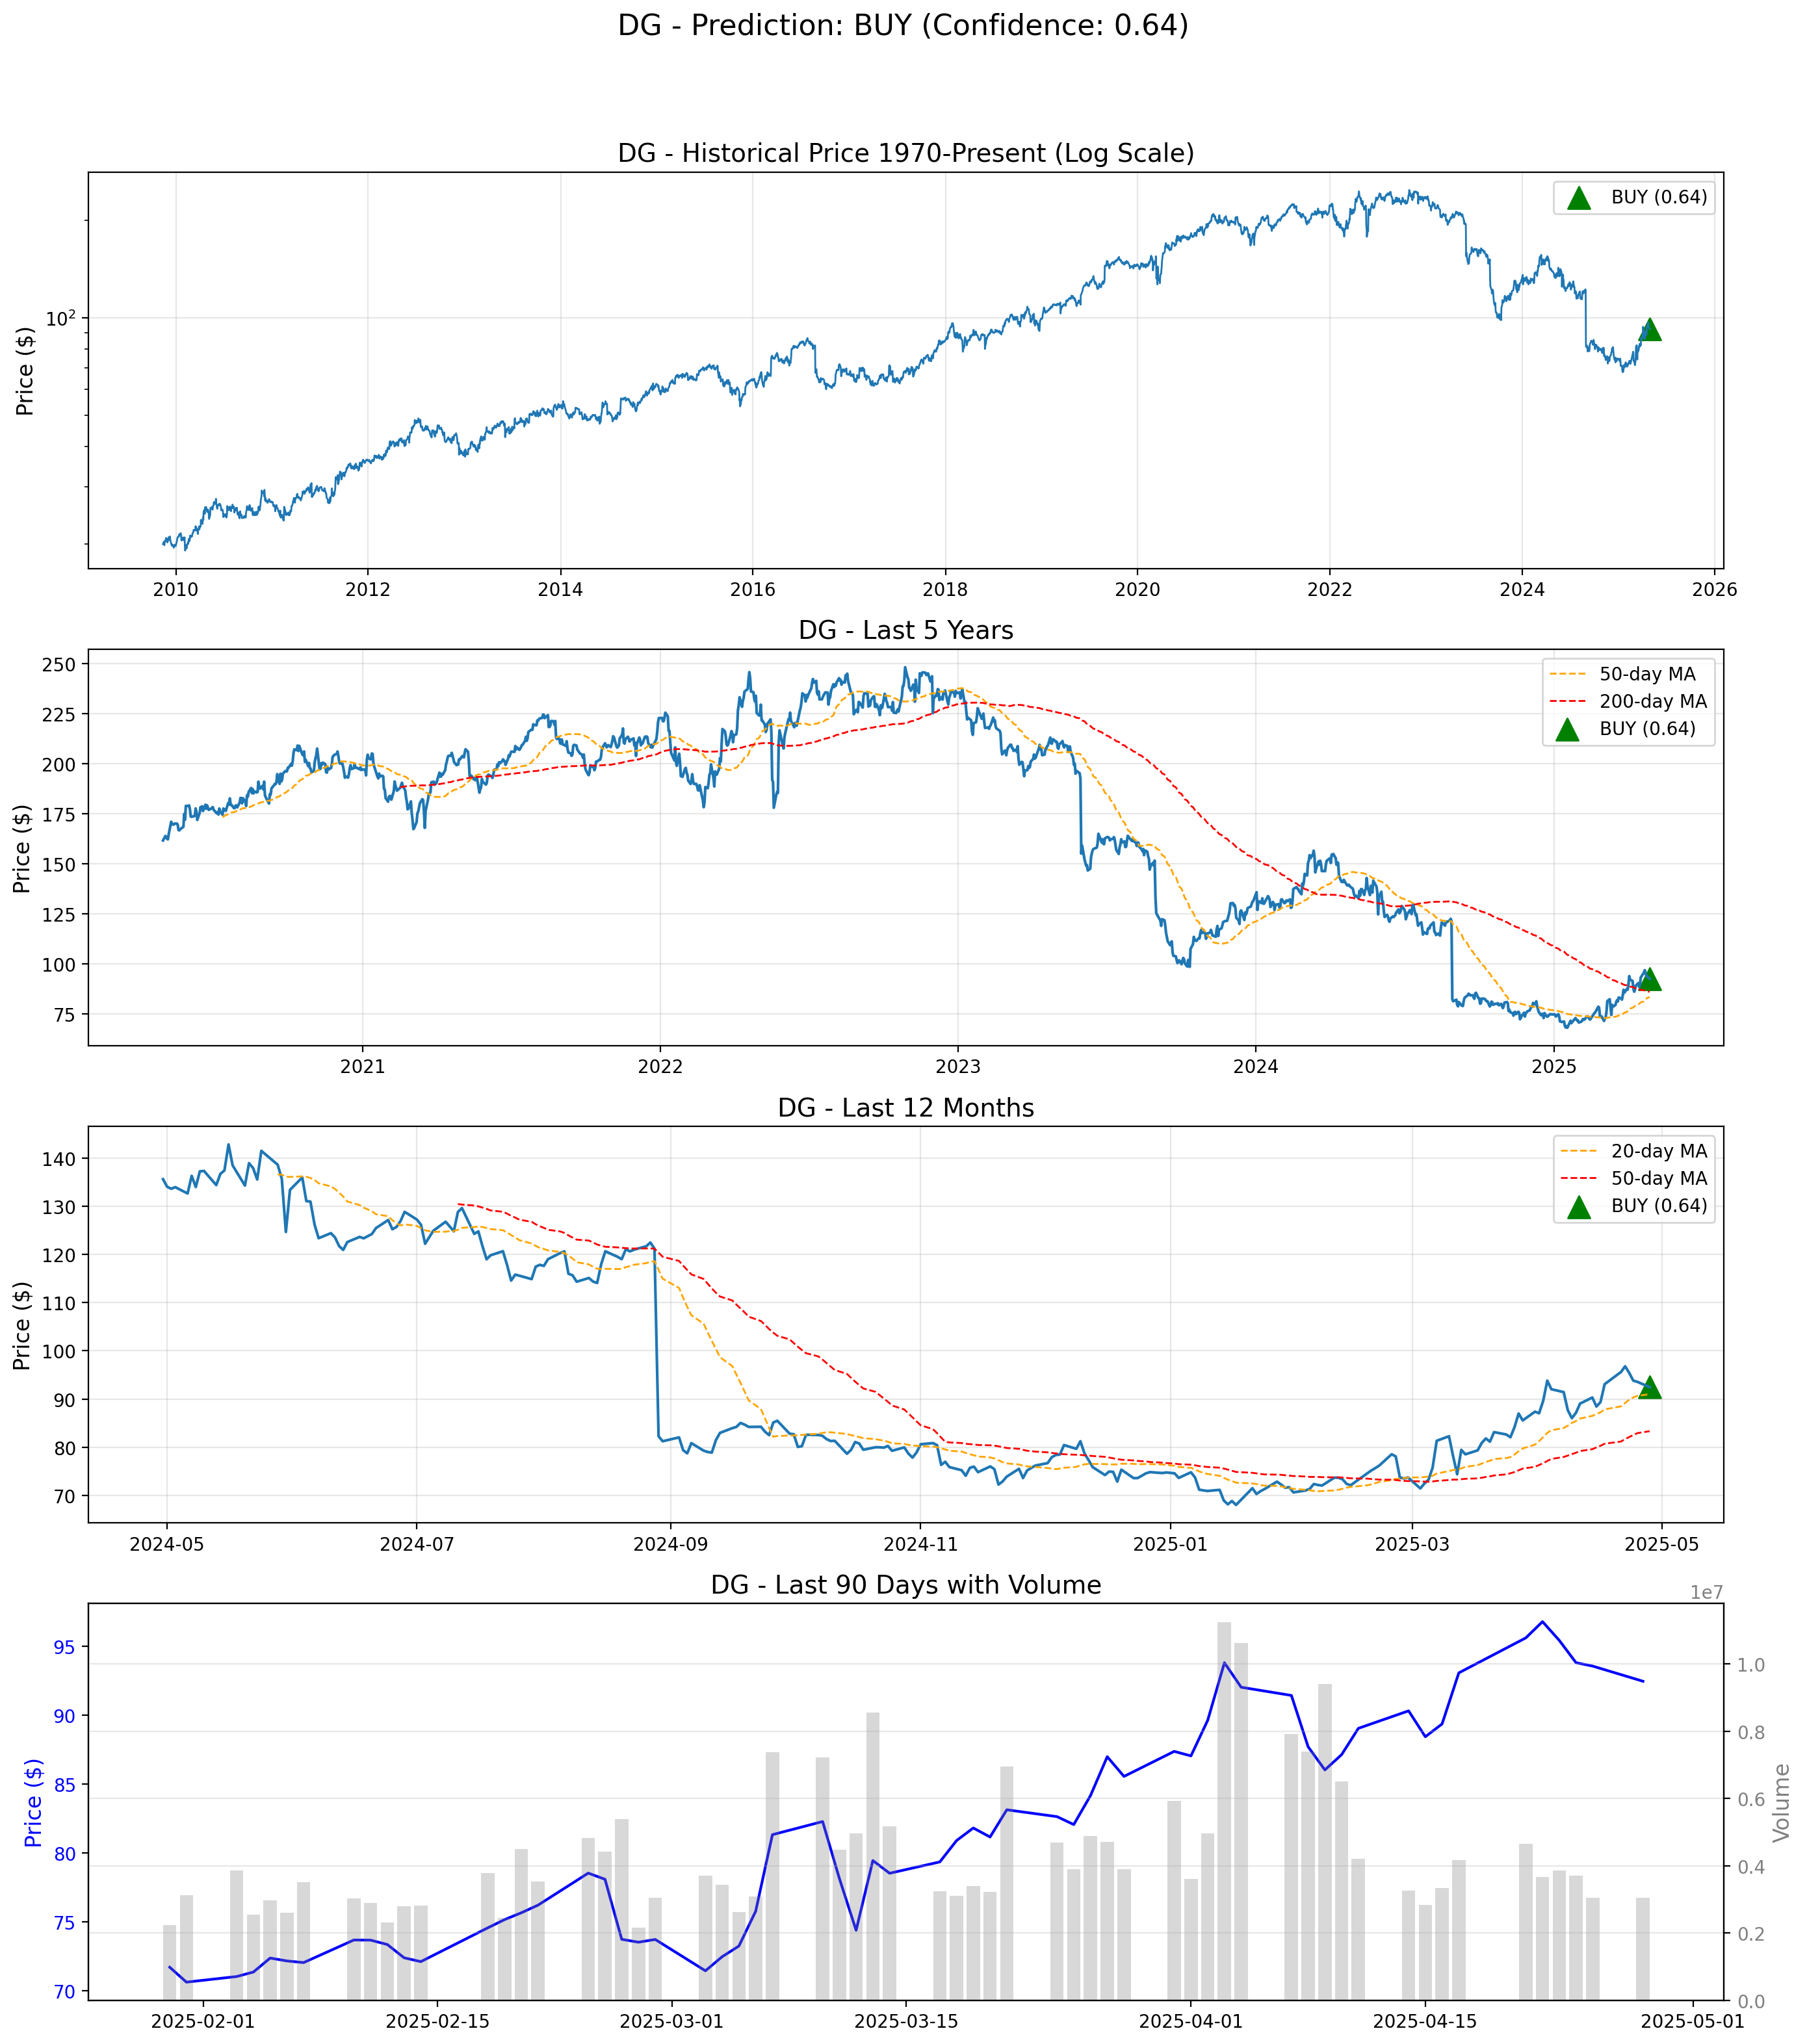 DG - Prediction: BUY (Confidence: 0.64)
DG - Historical Price 1970-Present (Log Scale)
BUY (0.64)
Price ($)
10²
2010 2012 2014 2016 2018 2020 2022 2024 2026
DG - Last 5 Years
50-day MA
200-day MA
BUY (0.64)
Price ($)
250
225
200
175
150
125
100
75
2021 2022 2023 2024 2025
DG - Last 12 Months
20-day MA
50-day MA
BUY (0.64)
Price ($)
140
130
120
110
100
90
80
70
2024-05 2024-07 2024-09 2024-11 2025-01 2025-03 2025-05
DG - Last 90 Days with Volume
1e7
Price ($)
95
90
85
80
75
70
Volume
1.0
0.8
0.6
0.4
0.2
0.0
2025-02-01 2025-02-15 2025-03-01 2025-03-15 2025-04-01 2025-04-15 2025-05-01